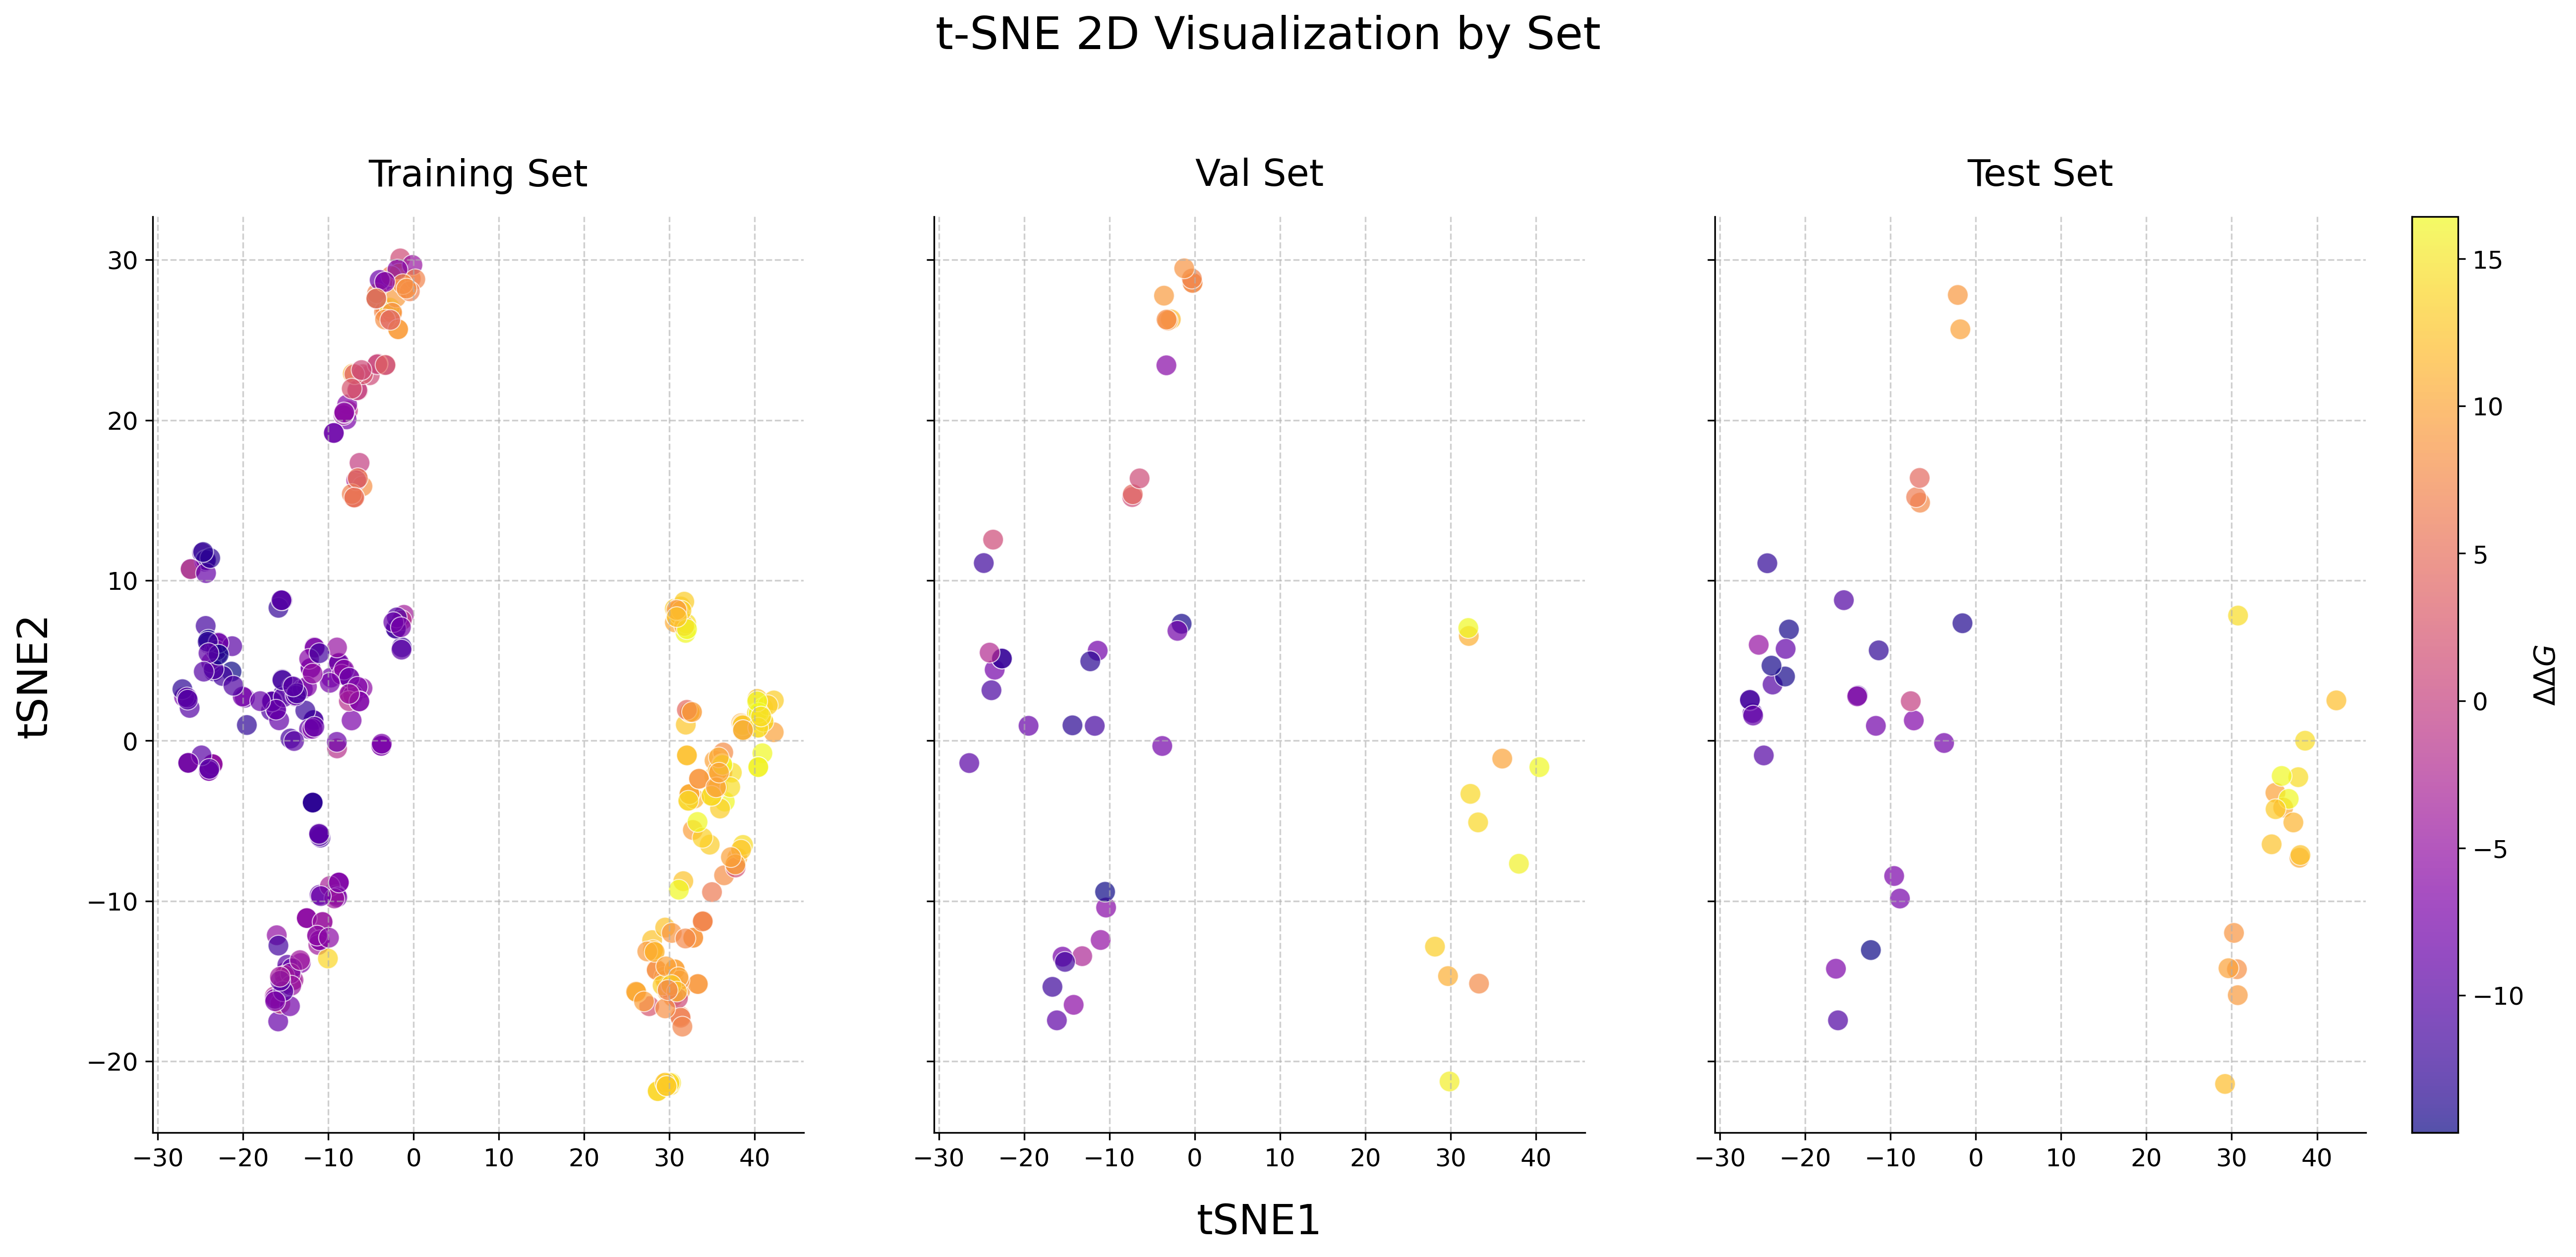 t-SNE 2D Visualization by Set
Training Set
Val Set
Test Set
tSNE2
30
20
10
0
−10
−20
−30 −20 −10 0 10 20 30 40
−30 −20 −10 0 10 20 30 40
−30 −20 −10 0 10 20 30 40
tSNE1
15
10
5
0
−5
−10
ΔΔG